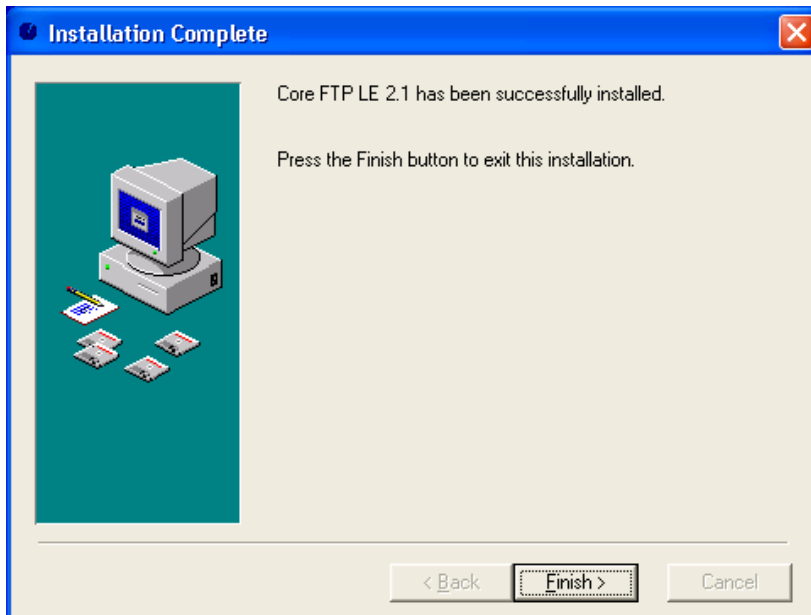 Installation Complete
Core FTP LE 2.1 has been successfully installed.
Press the Finish button to exit this installation.
< Back
Finish >
Cancel